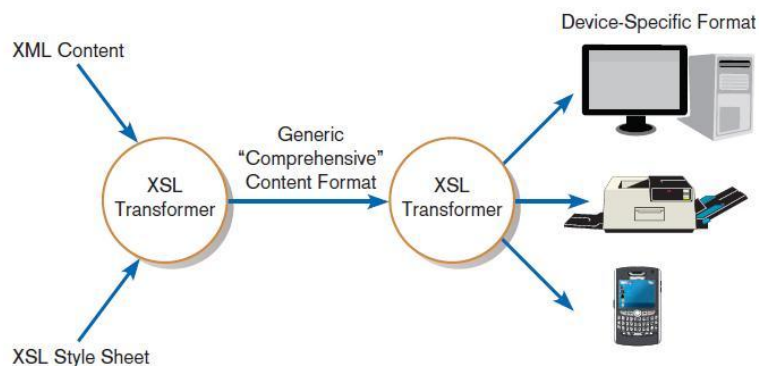 Device-Specific Format
XML Content
Generic
“Comprehensive”
Content Format
XSL
Transformer
XSL
Transformer
XSL Style Sheet